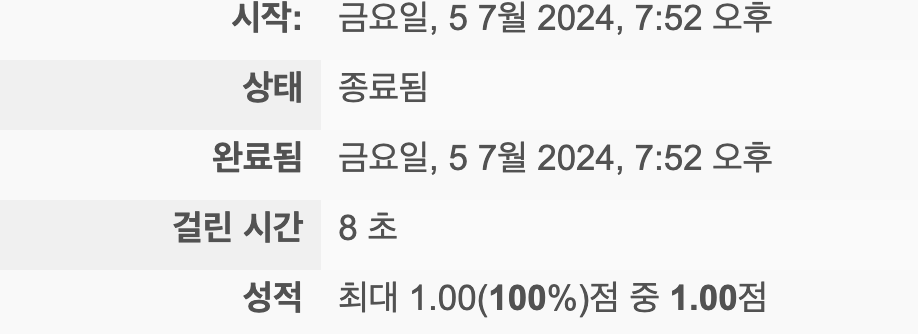 시작: 금요일, 5 7월 2024, 7:52 오후
상태 종료됨
완료됨 금요일, 5 7월 2024, 7:52 오후
걸린 시간 8 초
성적 최대 1.00(100%)점 중 1.00점